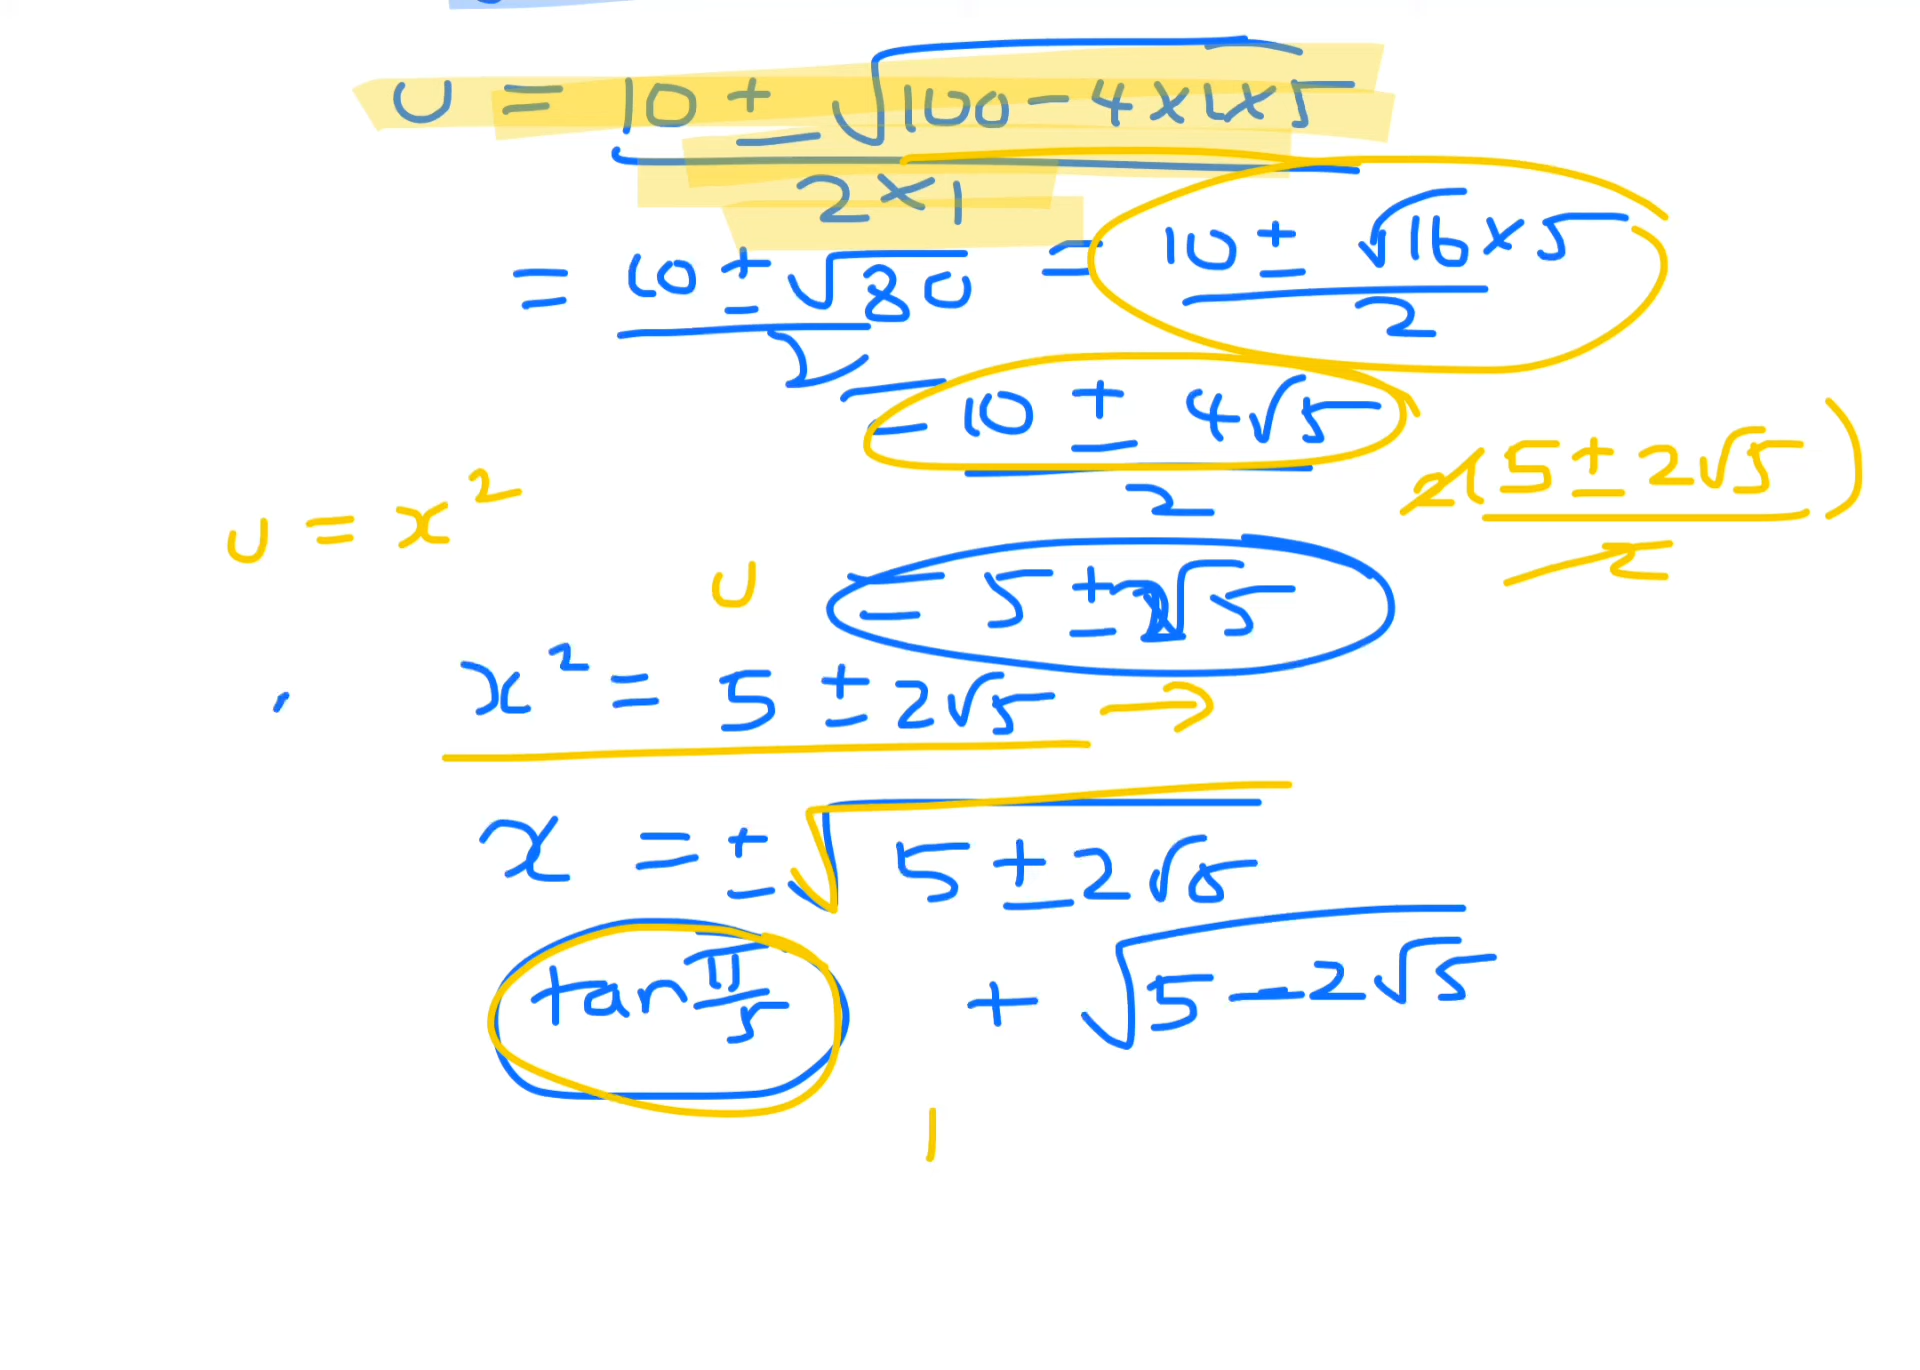 U = 10 ± √100 - 4×1×5
2×1
= 10 ± √80 = 10 ± √16×5
2 2
= 10 ± 4√5
2
2(5 ± 2√5)
2
u = x²
u = 5 ± 2√5
x² = 5 ± 2√5 →
x = ± √5 ± 2√5
tan π/5 + √5 - 2√5